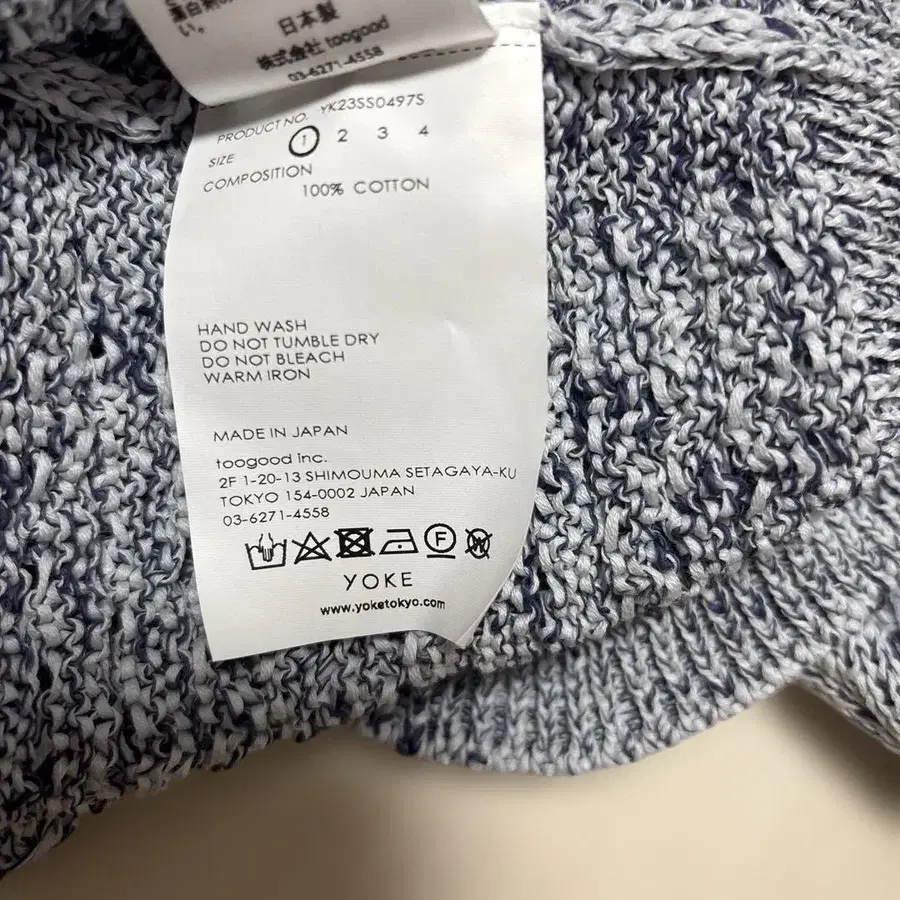 い。
日本製
株式会社 toogood
03-6271-4558
PRODUCT NO. YK23SS0497S
SIZE 1 2 3 4
COMPOSITION
100% COTTON
HAND WASH
DO NOT TUMBLE DRY
DO NOT BLEACH
WARM IRON
MADE IN JAPAN
toogood inc.
2F 1-20-13 SHIMOUMA SETAGAYA-KU
TOKYO 154-0002 JAPAN
03-6271-4558
F W
YOKE
www.yoketokyo.com